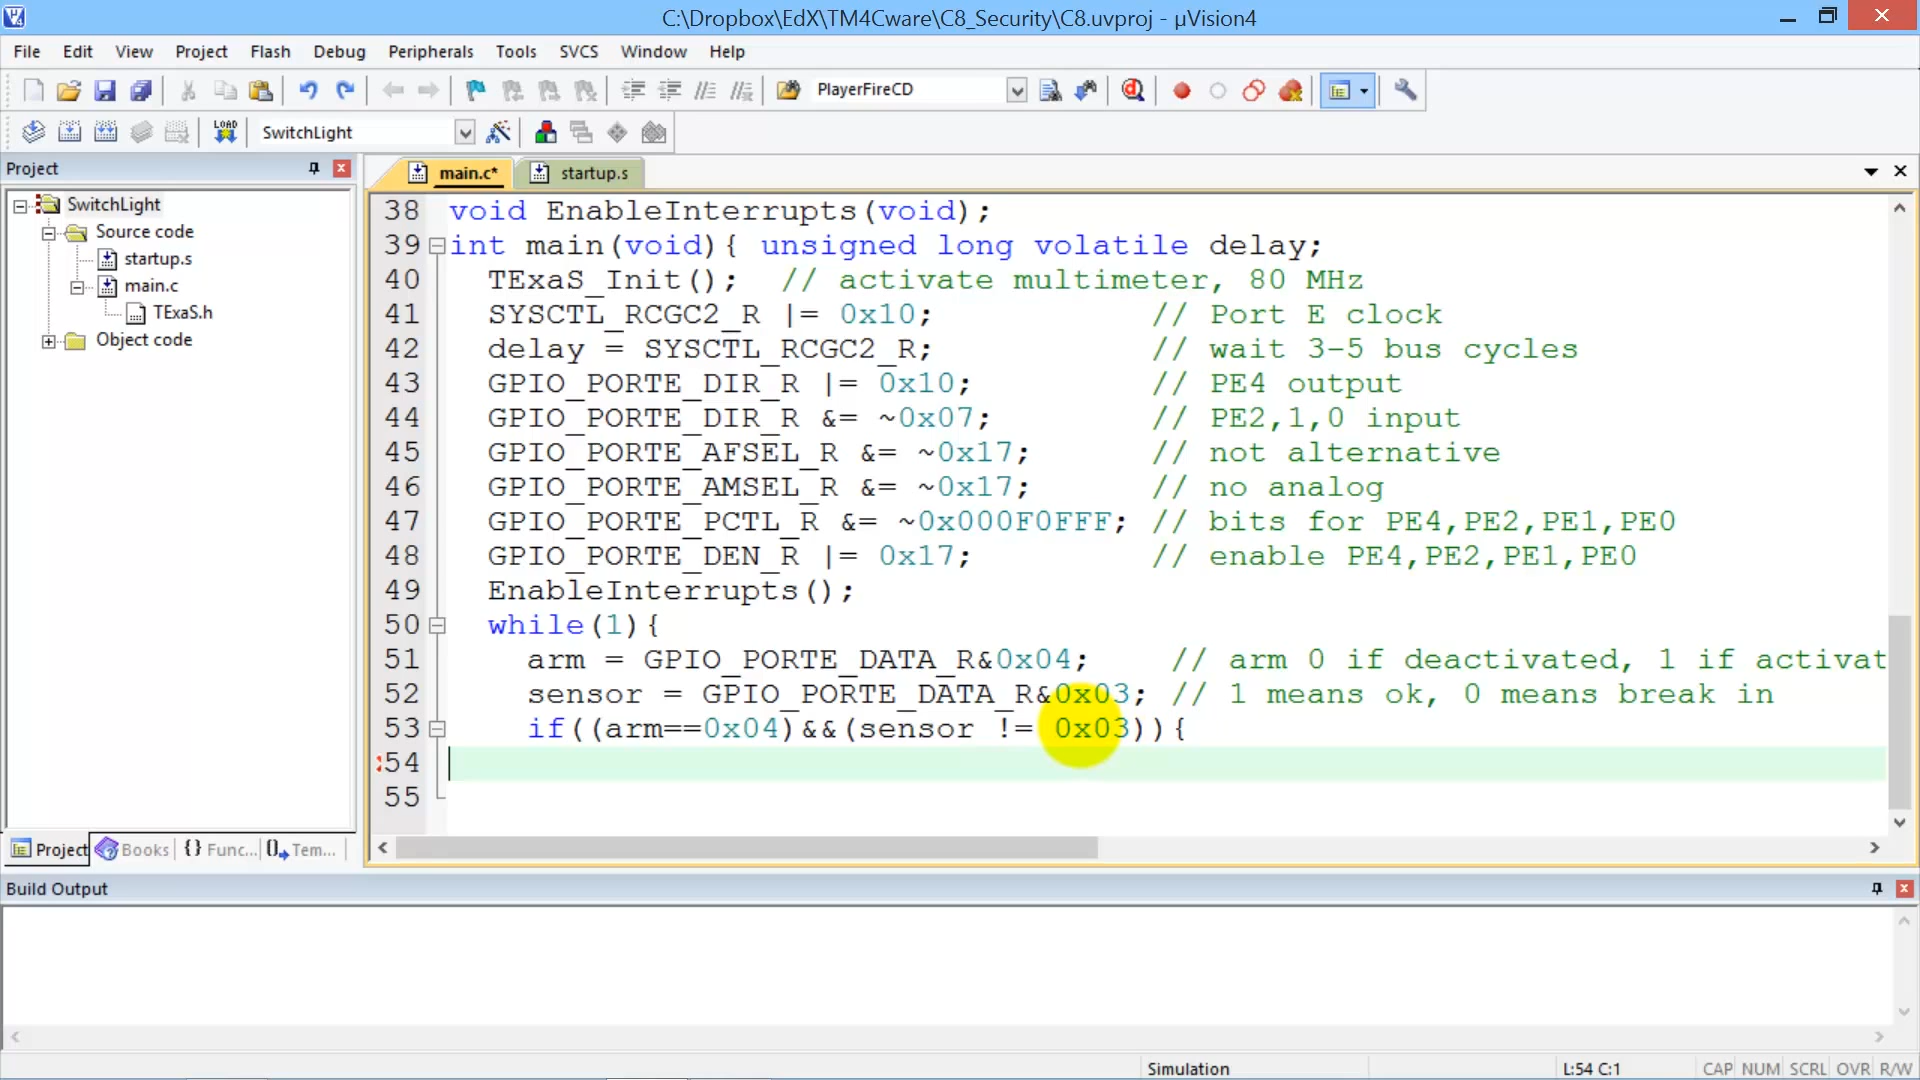 C:\Dropbox\EdX\TM4Cware\C8_Security\C8.uvproj - µVision4
File Edit View Project Flash Debug Peripherals Tools SVCS Window Help
PlayerFireCD
LOAD SwitchLight
Project
main.c* startup.s
SwitchLight
Source code
startup.s
main.c
TExaS.h
Object code
38 void EnableInterrupts(void);
39 int main(void){ unsigned long volatile delay;
40 TExaS_Init(); // activate multimeter, 80 MHz
41 SYSCTL_RCGC2_R |= 0x10; // Port E clock
42 delay = SYSCTL_RCGC2_R; // wait 3-5 bus cycles
43 GPIO_PORTE_DIR_R |= 0x10; // PE4 output
44 GPIO_PORTE_DIR_R &= ~0x07; // PE2,1,0 input
45 GPIO_PORTE_AFSEL_R &= ~0x17; // not alternative
46 GPIO_PORTE_AMSEL_R &= ~0x17; // no analog
47 GPIO_PORTE_PCTL_R &= ~0x000F0FFF; // bits for PE4,PE2,PE1,PE0
48 GPIO_PORTE_DEN_R |= 0x17; // enable PE4,PE2,PE1,PE0
49 EnableInterrupts();
50 while(1){
51 arm = GPIO_PORTE_DATA_R&0x04; // arm 0 if deactivated, 1 if activat
52 sensor = GPIO_PORTE_DATA_R&0x03; // 1 means ok, 0 means break in
53 if((arm==0x04)&&(sensor != 0x03)){
54
55
Project Books {} Func... Tem...
Build Output
Simulation L:54 C:1 CAP NUM SCRL OVR R/W